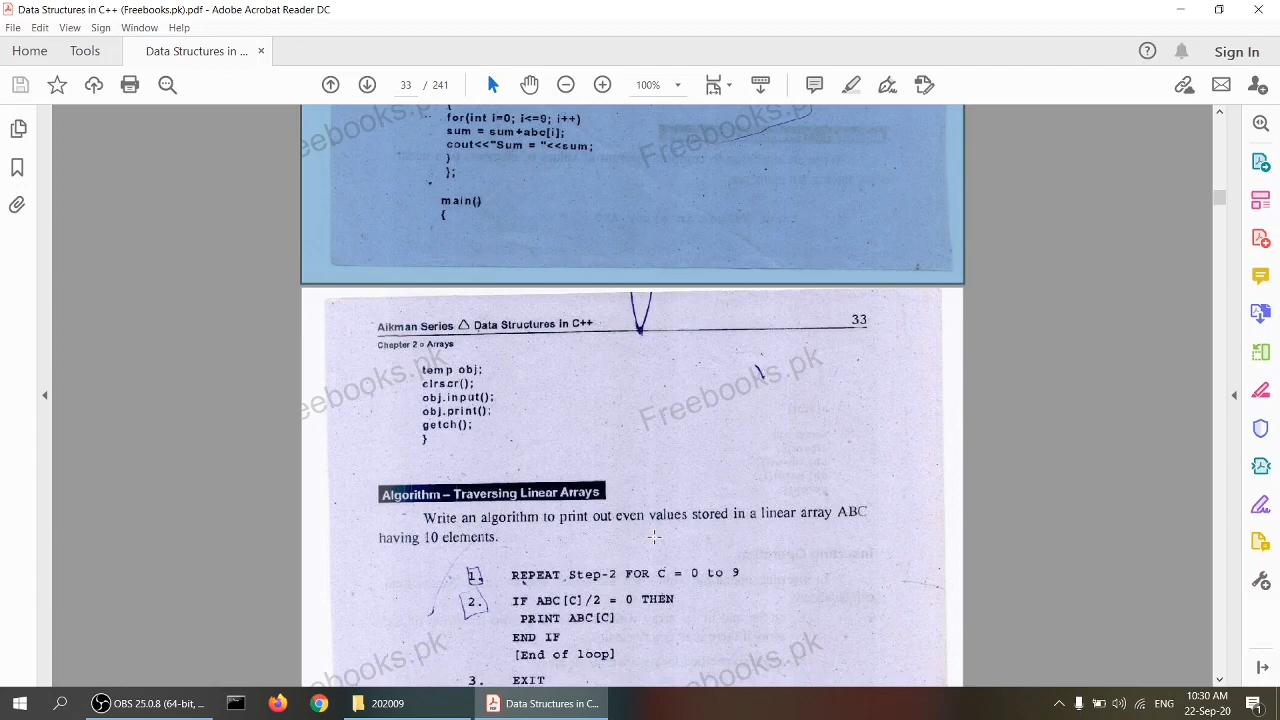 Data Structures in C++ (Freebooks.pk).pdf - Adobe Acrobat Reader DC
File Edit View Sign Window Help
Home Tools Data Structures in ... × Sign In
33 / 241 100%
{
for(int i=0; i<=9; i++)
sum = sum+abc[i];
cout<<"Sum = "<<sum;
}
};
main()
{
Freebooks.pk
Aikman Series △ Data Structures in C++ 33
Chapter 2 o Arrays
temp obj;
clrscr();
obj.input();
obj.print();
getch();
}
Freebooks.pk
Algorithm – Traversing Linear Arrays
Write an algorithm to print out even values stored in a linear array ABC
having 10 elements.
1. REPEAT Step-2 FOR C = 0 to 9
2. IF ABC[C]/2 = 0 THEN
PRINT ABC[C]
END IF
[End of loop]
3. EXIT
Freebooks.pk
OBS 25.0.8 (64-bit, ... 202009 Data Structures in C... ENG 10:30 AM
22-Sep-20